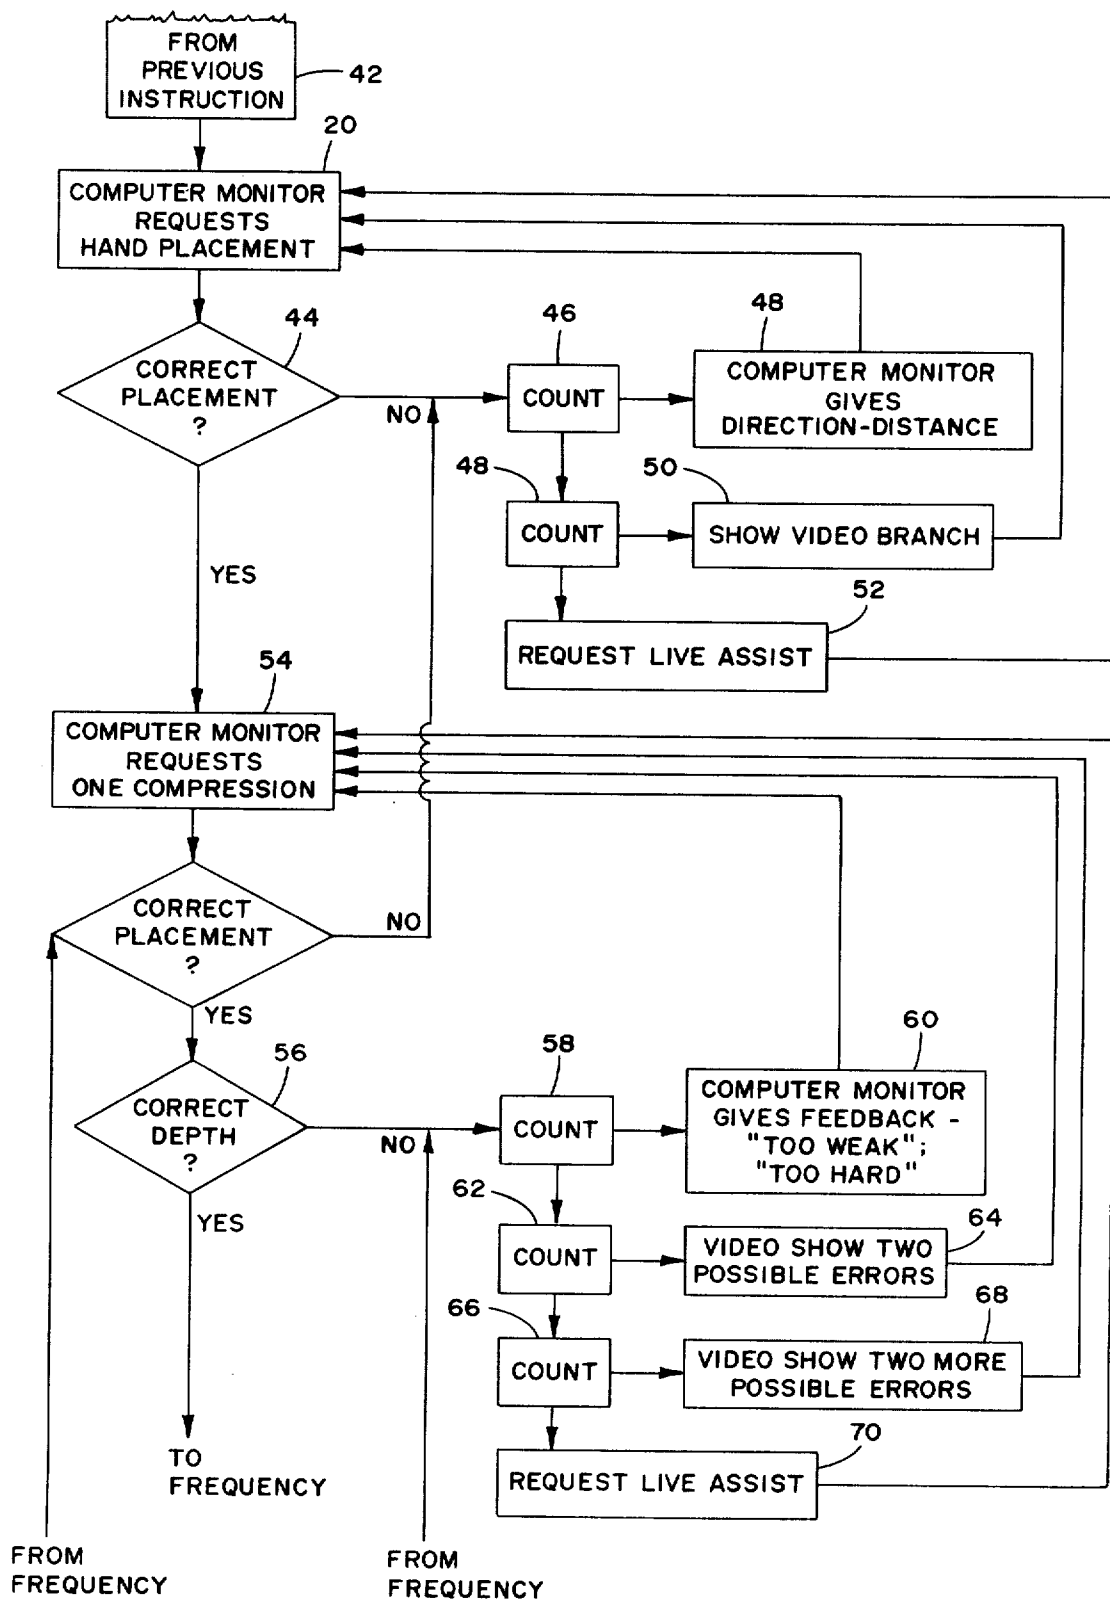 FROM
PREVIOUS
INSTRUCTION
42
20
COMPUTER MONITOR
REQUESTS
HAND PLACEMENT
44
CORRECT
PLACEMENT
?
NO
46
COUNT
48
COMPUTER MONITOR
GIVES
DIRECTION-DISTANCE
48
COUNT
50
SHOW VIDEO BRANCH
YES
52
REQUEST LIVE ASSIST
54
COMPUTER MONITOR
REQUESTS
ONE COMPRESSION
CORRECT
PLACEMENT
?
NO
YES
56
CORRECT
DEPTH
?
NO
58
COUNT
60
COMPUTER MONITOR
GIVES FEEDBACK -
"TOO WEAK";
"TOO HARD"
YES
62
COUNT
64
VIDEO SHOW TWO
POSSIBLE ERRORS
66
COUNT
68
VIDEO SHOW TWO MORE
POSSIBLE ERRORS
70
REQUEST LIVE ASSIST
TO
FREQUENCY
FROM
FREQUENCY
FROM
FREQUENCY